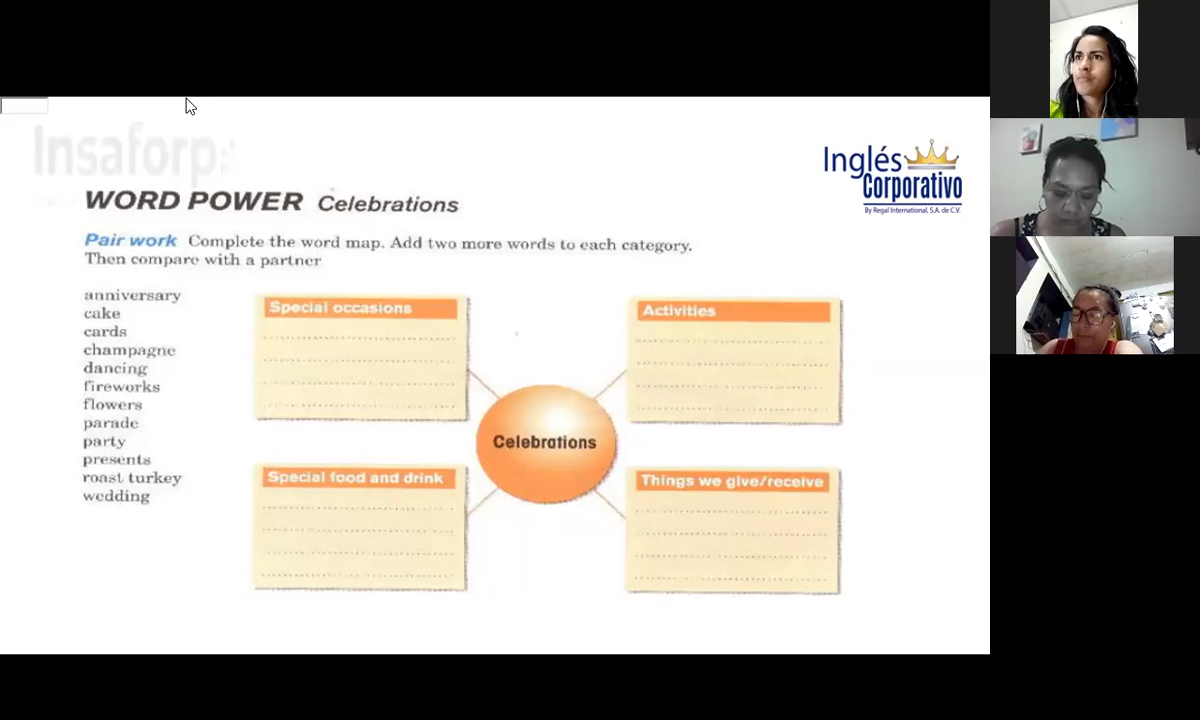 Insaforp
Inglés
Corporativo
By Regal International, S.A. de C.V.
WORD POWER Celebrations
Pair work Complete the word map. Add two more words to each category.
Then compare with a partner
anniversary
cake
cards
champagne
dancing
fireworks
flowers
parade
party
presents
roast turkey
wedding
Special occasions
Activities
Celebrations
Special food and drink
Things we give/receive